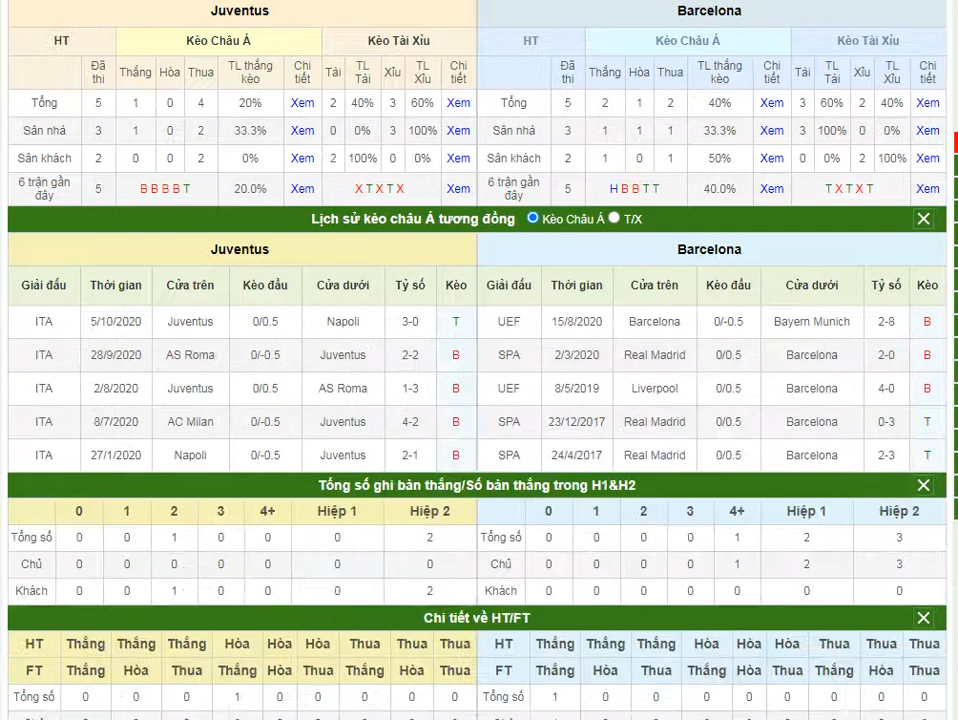 Juventus Barcelona
HT Kèo Châu Á Kèo Tài Xỉu HT Kèo Châu Á Kèo Tài Xỉu
Đã thi Thắng Hòa Thua TL thắng kèo Chi tiết Tài TL Tài Xỉu TL Xỉu Chi tiết Đã thi Thắng Hòa Thua TL thắng kèo Chi tiết Tài TL Tài Xỉu TL Xỉu Chi tiết
Tổng 5 1 0 4 20% Xem 2 40% 3 60% Xem Tổng 5 2 1 2 40% Xem 3 60% 2 40% Xem
Sân nhà 3 1 0 2 33.3% Xem 0 0% 3 100% Xem Sân nhà 3 1 1 1 33.3% Xem 3 100% 0 0% Xem
Sân khách 2 0 0 2 0% Xem 2 100% 0 0% Xem Sân khách 2 1 0 1 50% Xem 0 0% 2 100% Xem
6 trận gần đây 5 B B B B T 20.0% Xem X T X T X Xem 6 trận gần đây 5 H B B T T 40.0% Xem T X T X T Xem
Lịch sử kèo châu Á tương đồng Kèo Châu Á T/X
Juventus Barcelona
Giải đấu Thời gian Cửa trên Kèo đầu Cửa dưới Tỷ số Kèo Giải đấu Thời gian Cửa trên Kèo đầu Cửa dưới Tỷ số Kèo
ITA 5/10/2020 Juventus 0/0.5 Napoli 3-0 T UEF 15/8/2020 Barcelona 0/-0.5 Bayern Munich 2-8 B
ITA 28/9/2020 AS Roma 0/-0.5 Juventus 2-2 B SPA 2/3/2020 Real Madrid 0/0.5 Barcelona 2-0 B
ITA 2/8/2020 Juventus 0/0.5 AS Roma 1-3 B UEF 8/5/2019 Liverpool 0/0.5 Barcelona 4-0 B
ITA 8/7/2020 AC Milan 0/-0.5 Juventus 4-2 B SPA 23/12/2017 Real Madrid 0/0.5 Barcelona 0-3 T
ITA 27/1/2020 Napoli 0/-0.5 Juventus 2-1 B SPA 24/4/2017 Real Madrid 0/0.5 Barcelona 2-3 T
Tổng số ghi bàn thắng/Số bàn thắng trong H1&H2
0 1 2 3 4+ Hiệp 1 Hiệp 2 0 1 2 3 4+ Hiệp 1 Hiệp 2
Tổng số 0 0 1 0 0 0 2 Tổng số 0 0 0 0 1 2 3
Chủ 0 0 0 0 0 0 0 Chủ 0 0 0 0 1 2 3
Khách 0 0 1 0 0 0 2 Khách 0 0 0 0 0 0 0
Chi tiết về HT/FT
HT Thắng Thắng Thắng Hòa Hòa Hòa Thua Thua Thua HT Thắng Thắng Thắng Hòa Hòa Hòa Thua Thua Thua
FT Thắng Hòa Thua Thắng Hòa Thua Thắng Hòa Thua FT Thắng Hòa Thua Thắng Hòa Thua Thắng Hòa Thua
Tổng số 0 0 0 1 0 0 0 0 0 Tổng số 1 0 0 0 0 0 0 0 0